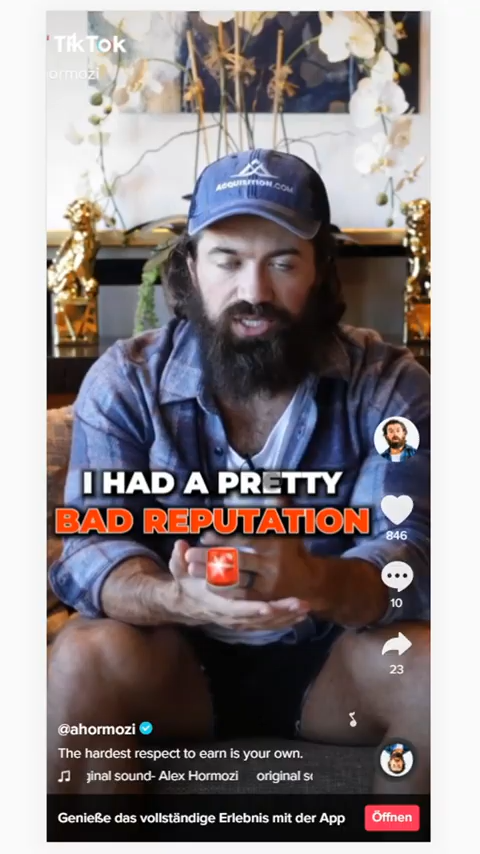 TikTok
ormozi
ACQUISITION.COM
I HAD A PRETTY
BAD REPUTATION
846
10
23
@ahormozi
The hardest respect to earn is your own.
ginal sound- Alex Hormozi original so
Genieße das vollständige Erlebnis mit der App
Öffnen